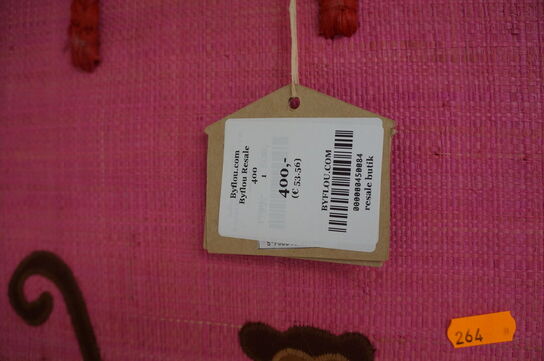 Byflou.com
Byflou Resale
400
1
400,-
(€ 53.56)
BYFLOU.COM
000000450084
resale butik
264